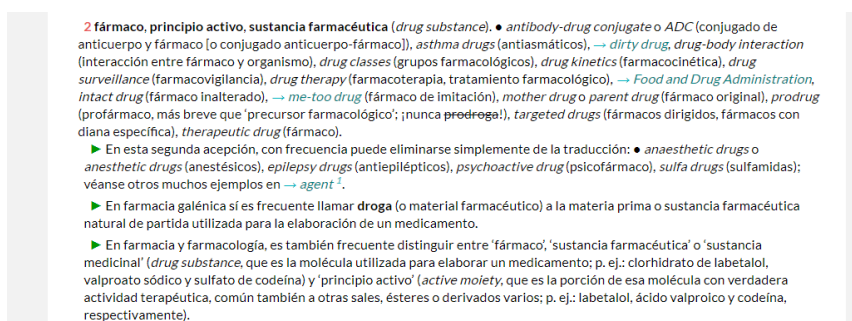 2 fármaco, principio activo, sustancia farmacéutica (drug substance). ● antibody-drug conjugate o ADC (conjugado de
anticuerpo y fármaco [o conjugado anticuerpo-fármaco]), asthma drugs (antiasmáticos), → dirty drug, drug-body interaction
(interacción entre fármaco y organismo), drug classes (grupos farmacológicos), drug kinetics (farmacocinética), drug
surveillance (farmacovigilancia), drug therapy (farmacoterapia, tratamiento farmacológico), → Food and Drug Administration,
intact drug (fármaco inalterado), → me-too drug (fármaco de imitación), mother drug o parent drug (fármaco original), prodrug
(profármaco, más breve que ‘precursor farmacológico’; ¡nunca prodroga!), targeted drugs (fármacos dirigidos, fármacos con
diana específica), therapeutic drug (fármaco).
► En esta segunda acepción, con frecuencia puede eliminarse simplemente de la traducción: ● anaesthetic drugs o
anesthetic drugs (anestésicos), epilepsy drugs (antiepilépticos), psychoactive drug (psicofármaco), sulfa drugs (sulfamidas);
véanse otros muchos ejemplos en → agent 1.
► En farmacia galénica sí es frecuente llamar droga (o material farmacéutico) a la materia prima o sustancia farmacéutica
natural de partida utilizada para la elaboración de un medicamento.
► En farmacia y farmacología, es también frecuente distinguir entre ‘fármaco’, ‘sustancia farmacéutica’ o ‘sustancia
medicinal’ (drug substance, que es la molécula utilizada para elaborar un medicamento; p. ej.: clorhidrato de labetalol,
valproato sódico y sulfato de codeína) y ‘principio activo’ (active moiety, que es la porción de esa molécula con verdadera
actividad terapéutica, común también a otras sales, ésteres o derivados varios; p. ej.: labetalol, ácido valproico y codeína,
respectivamente).